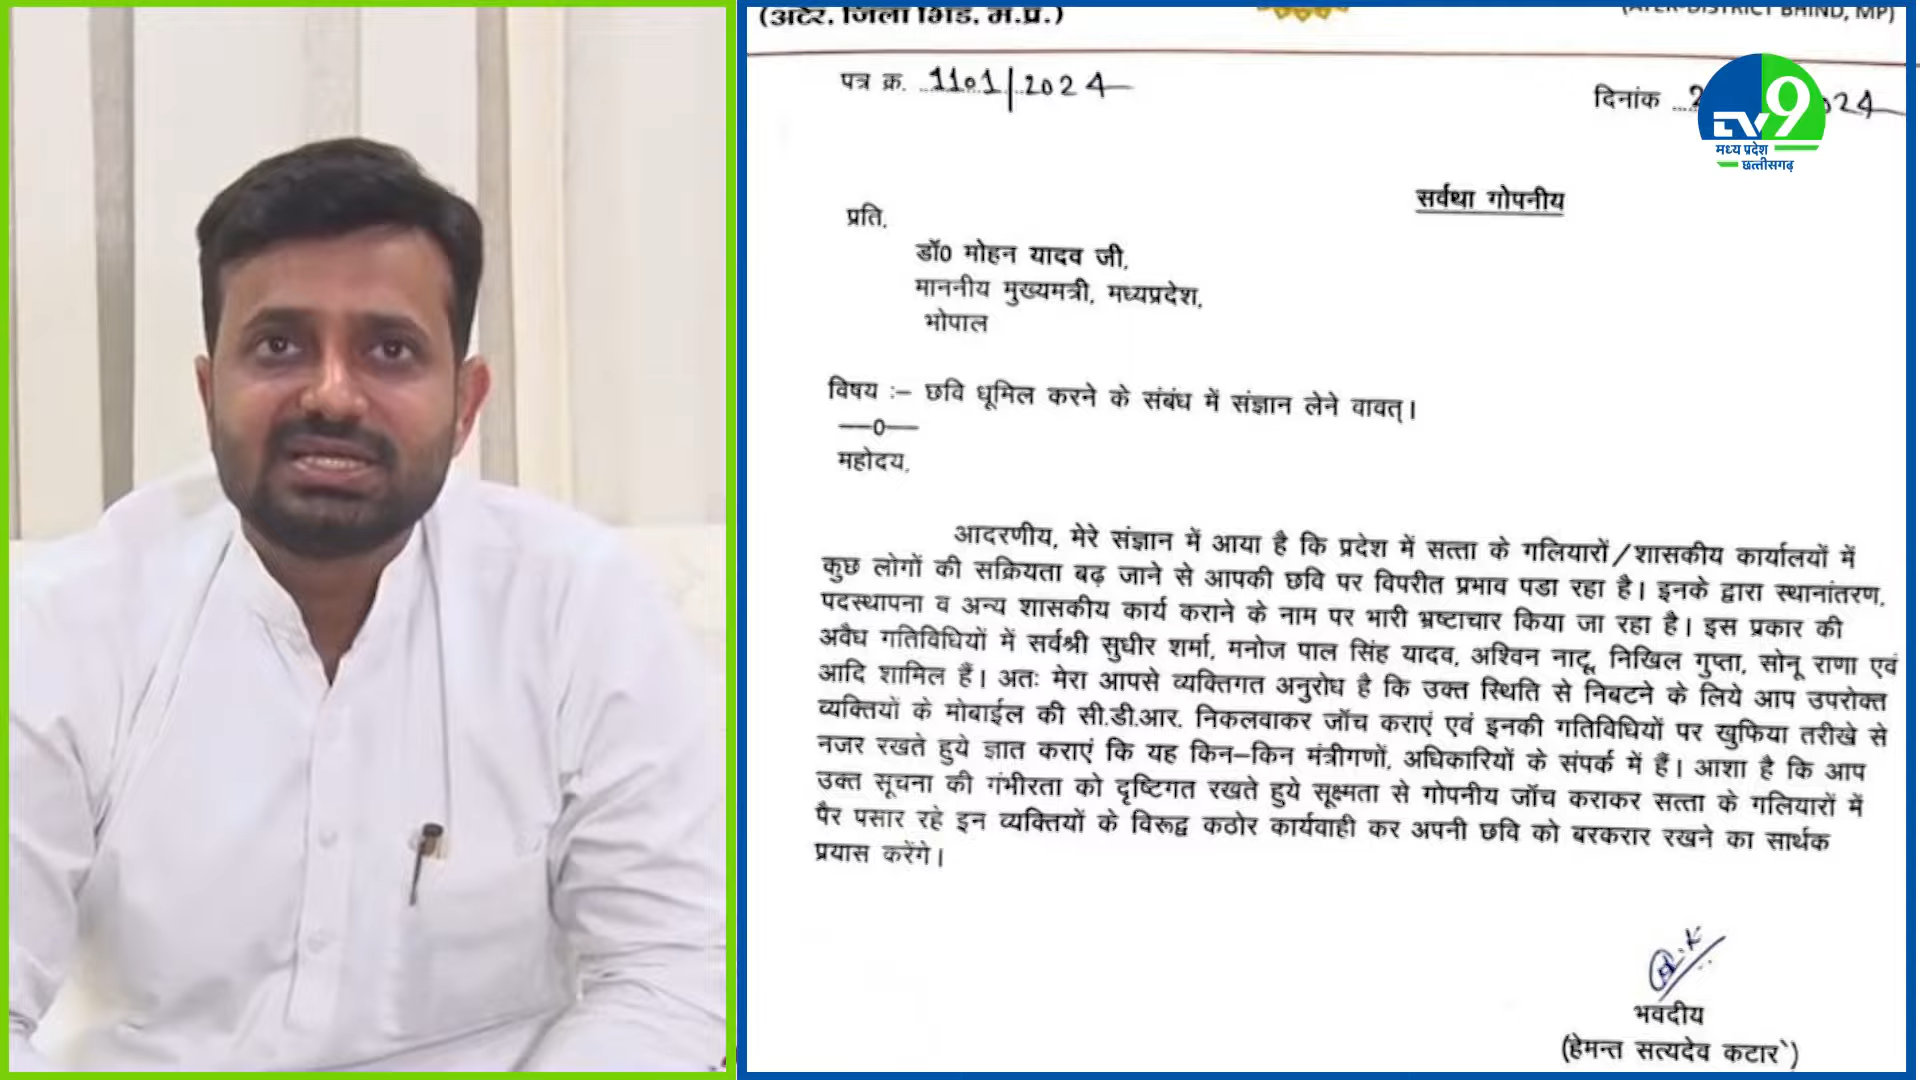 (अटेर, जिला भिंड, म.प्र.)
(ATER DISTRICT BHIND, MP)
पत्र क्र. 1101/2024
दिनांक
TV9
मध्य प्रदेश
छत्तीसगढ़
सर्वथा गोपनीय
प्रति,
डॉ0 मोहन यादव जी,
माननीय मुख्यमत्री, मध्यप्रदेश,
भोपाल
विषय :– छवि धूमिल करने के संबंध में संज्ञान लेने वावत्।
—0—
महोदय,
आदरणीय, मेरे संज्ञान में आया है कि प्रदेश में सत्ता के गलियारों/शासकीय कार्यालयों में
कुछ लोगों की सक्रियता बढ़ जाने से आपकी छवि पर विपरीत प्रभाव पडा रहा है। इनके द्वारा स्थानांतरण,
पदस्थापना व अन्य शासकीय कार्य कराने के नाम पर भारी भ्रष्टाचार किया जा रहा है। इस प्रकार की
अवैध गतिविधियों में सर्वश्री सुधीर शर्मा, मनोज पाल सिंह यादव, अश्विन नाटू, निखिल गुप्ता, सोनू राणा एवं
आदि शामिल हैं। अतः मेरा आपसे व्यक्तिगत अनुरोध है कि उक्त स्थिति से निबटने के लिये आप उपरोक्त
व्यक्तियों के मोबाईल की सी.डी.आर. निकलवाकर जॉच कराएं एवं इनकी गतिविधियों पर खुफिया तरीके से
नजर रखते हुये ज्ञात कराएं कि यह किन–किन मंत्रीगणों, अधिकारियों के संपर्क में हैं। आशा है कि आप
उक्त सूचना की गंभीरता को दृष्टिगत रखते हुये सूक्ष्मता से गोपनीय जॉच कराकर सत्ता के गलियारों में
पैर पसार रहे इन व्यक्तियों के विरूद्व कठोर कार्यवाही कर अपनी छवि को बरकरार रखने का सार्थक
प्रयास करेंगे।
भवदीय
(हेमन्त सत्यदेव कटारे)